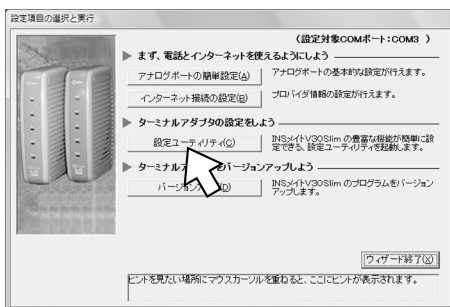 設定項目の選択と実行
(設定対象COMポート:COM3 )
まず、電話とインターネットを使えるようにしよう
アナログポートの簡単設定(A)
アナログポートの基本的な設定が行えます。
インターネット接続の設定(B)
プロバイダ情報の設定が行えます。
ターミナルアダプタの設定をしよう
設定ユーティリティ(C)
INSメイトV30Slim の豊富な機能が簡単に設
定できる、設定ユーティリティを起動します。
ターミナルア をバージョンアップしよう
バージョンア (D)
INSメイトV30Slim のプログラムをバージョン
アップします。
ウィザード終了(X)
ヒントを見たい場所にマウスカーソルを重ねると、ここにヒントが表示されます。